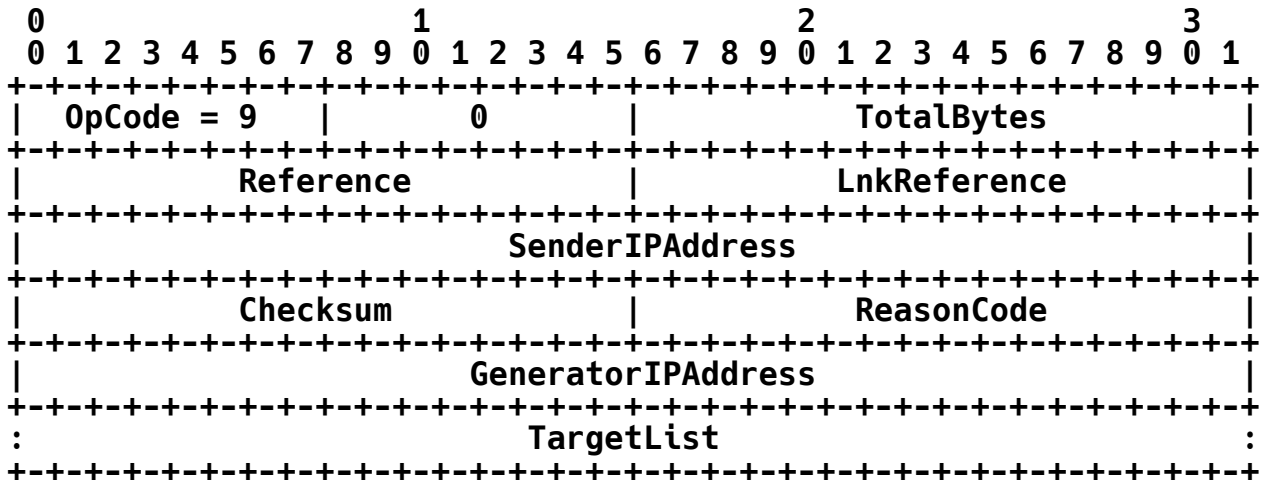 0                   1                   2                   3
 0 1 2 3 4 5 6 7 8 9 0 1 2 3 4 5 6 7 8 9 0 1 2 3 4 5 6 7 8 9 0 1
+-+-+-+-+-+-+-+-+-+-+-+-+-+-+-+-+-+-+-+-+-+-+-+-+-+-+-+-+-+-+-+-+
|  OpCode = 9   |       0       |           TotalBytes          |
+-+-+-+-+-+-+-+-+-+-+-+-+-+-+-+-+-+-+-+-+-+-+-+-+-+-+-+-+-+-+-+-+
|           Reference           |          LnkReference         |
+-+-+-+-+-+-+-+-+-+-+-+-+-+-+-+-+-+-+-+-+-+-+-+-+-+-+-+-+-+-+-+-+
|                         SenderIPAddress                       |
+-+-+-+-+-+-+-+-+-+-+-+-+-+-+-+-+-+-+-+-+-+-+-+-+-+-+-+-+-+-+-+-+
|           Checksum            |           ReasonCode          |
+-+-+-+-+-+-+-+-+-+-+-+-+-+-+-+-+-+-+-+-+-+-+-+-+-+-+-+-+-+-+-+-+
|                       GeneratorIPAddress                      |
+-+-+-+-+-+-+-+-+-+-+-+-+-+-+-+-+-+-+-+-+-+-+-+-+-+-+-+-+-+-+-+-+
:                          TargetList                           :
+-+-+-+-+-+-+-+-+-+-+-+-+-+-+-+-+-+-+-+-+-+-+-+-+-+-+-+-+-+-+-+-+